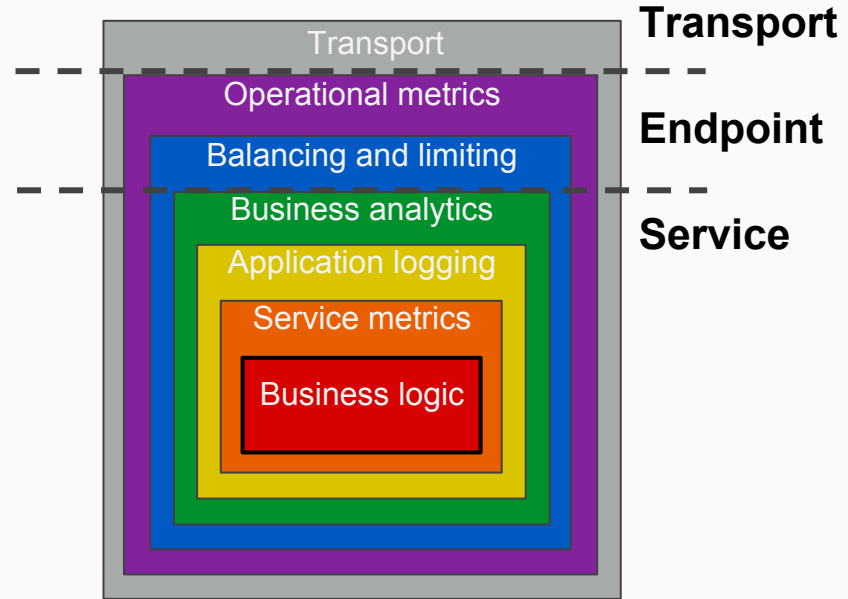 Transport
Transport
Operational metrics
Endpoint
Balancing and limiting
Business analytics
Service
Application logging
Service metrics
Business logic